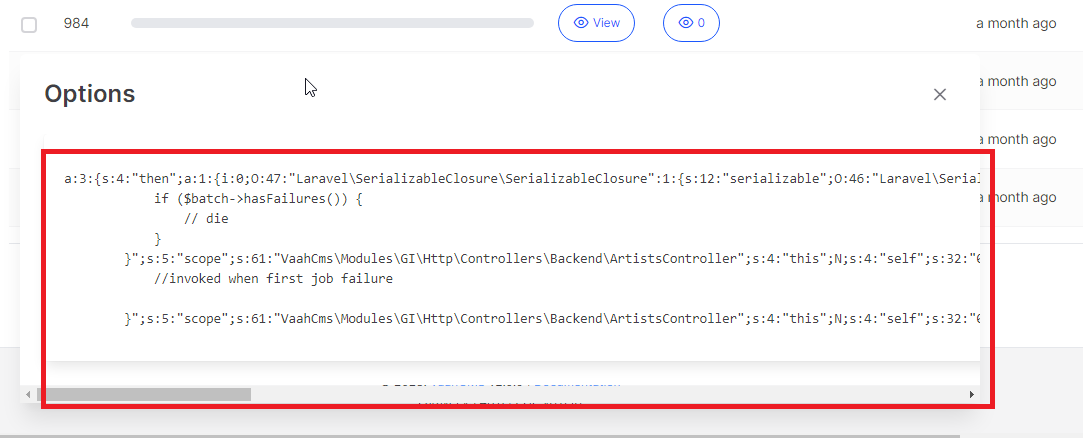 984 View 0 a month ago
Options
a month ago
a month ago
a:3:{s:4:"then";a:1:{i:0;O:47:"Laravel\SerializableClosure\SerializableClosure":1:{s:12:"serializable";O:46:"Laravel\Serial
a month ago
if ($batch->hasFailures()) {
// die
}
}";s:5:"scope";s:61:"VaahCms\Modules\GI\Http\Controllers\Backend\ArtistsController";s:4:"this";N;s:4:"self";s:32:"0
//invoked when first job failure
}";s:5:"scope";s:61:"VaahCms\Modules\GI\Http\Controllers\Backend\ArtistsController";s:4:"this";N;s:4:"self";s:32:"0